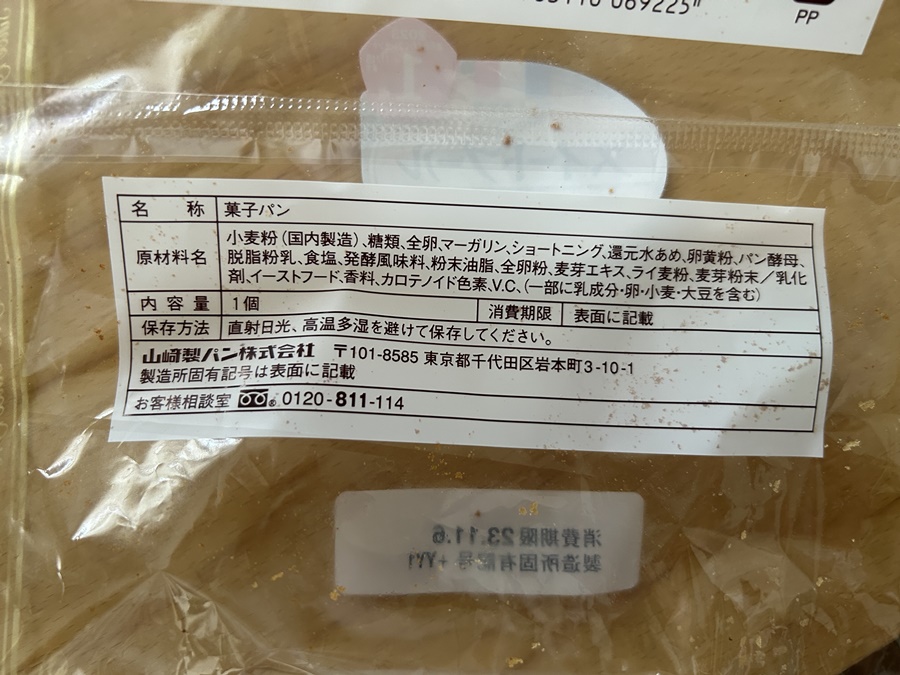 069225"
PP
名 称 菓子パン
原材料名 小麦粉(国内製造)、糖類、全卵、マーガリン、ショートニング、還元水あめ、卵黄粉、パン酵母、
脱脂粉乳、食塩、発酵風味料、粉末油脂、全卵粉、麦芽エキス、ライ麦粉、麦芽粉末/乳化
剤、イーストフード、香料、カロテノイド色素、V.C、(一部に乳成分・卵・小麦・大豆を含む)
内容量 1個 消費期限 表面に記載
保存方法 直射日光、高温多湿を避けて保存してください。
山崎製パン株式会社 〒101-8585 東京都千代田区岩本町3-10-1
製造所固有記号は表面に記載
お客様相談室 0120-811-114
消費期限 23.11.6
製造所固有記号 +YY1